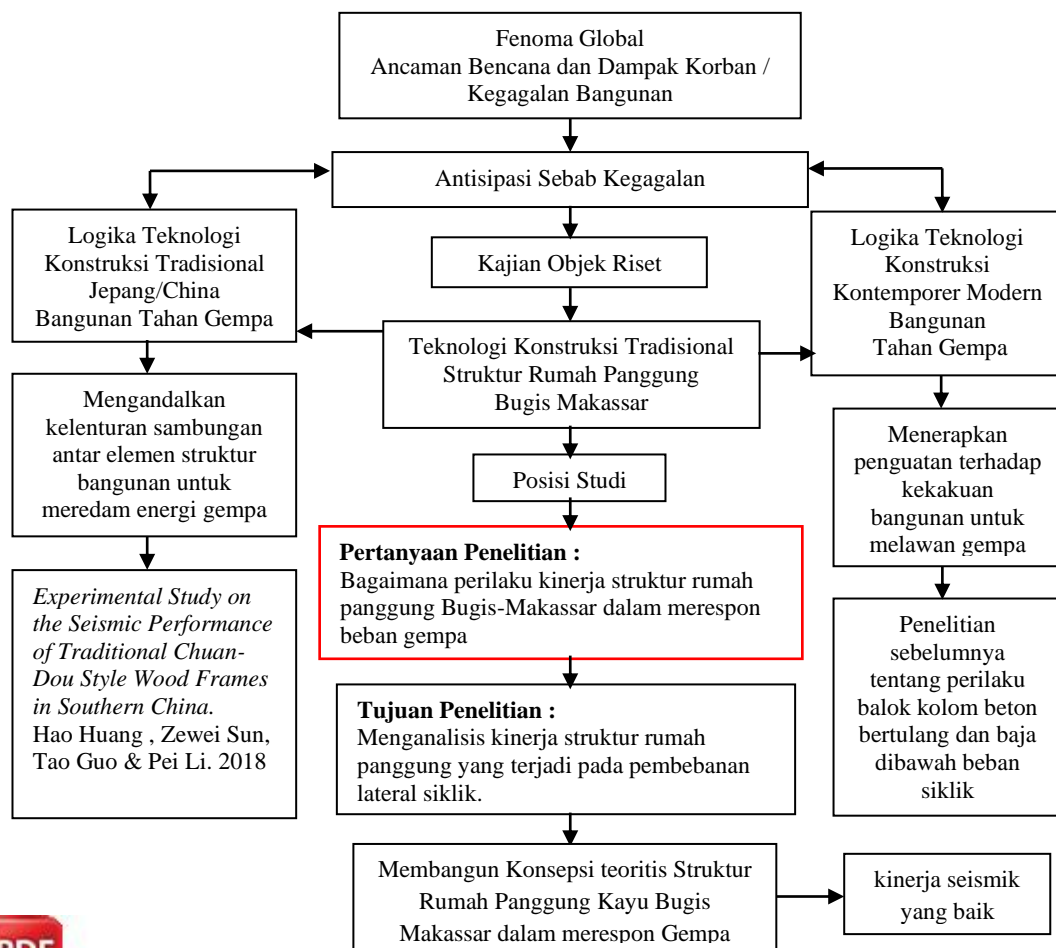 Fenoma Global
Ancaman Bencana dan Dampak Korban /
Kegagalan Bangunan
Antisipasi Sebab Kegagalan
Logika Teknologi
Konstruksi Tradisional
Jepang/China
Bangunan Tahan Gempa
Kajian Objek Riset
Logika Teknologi
Konstruksi
Kontemporer Modern
Bangunan
Tahan Gempa
Teknologi Konstruksi Tradisional
Struktur Rumah Panggung
Bugis Makassar
Mengandalkan
kelenturan sambungan
antar elemen struktur
bangunan untuk
meredam energi gempa
Posisi Studi
Menerapkan
penguatan terhadap
kekakuan
bangunan untuk
melawan gempa
Pertanyaan Penelitian :
Bagaimana perilaku kinerja struktur rumah
panggung Bugis-Makassar dalam merespon
beban gempa
Experimental Study on
the Seismic Performance
of Traditional Chuan-
Dou Style Wood Frames
in Southern China.
Hao Huang , Zewei Sun,
Tao Guo & Pei Li. 2018
Penelitian
sebelumnya
tentang perilaku
balok kolom beton
bertulang dan baja
dibawah beban
siklik
Tujuan Penelitian :
Menganalisis kinerja struktur rumah
panggung yang terjadi pada pembebanan
lateral siklik.
Membangun Konsepsi teoritis Struktur
Rumah Panggung Kayu Bugis
Makassar dalam merespon Gempa
kinerja seismik
yang baik
PDF